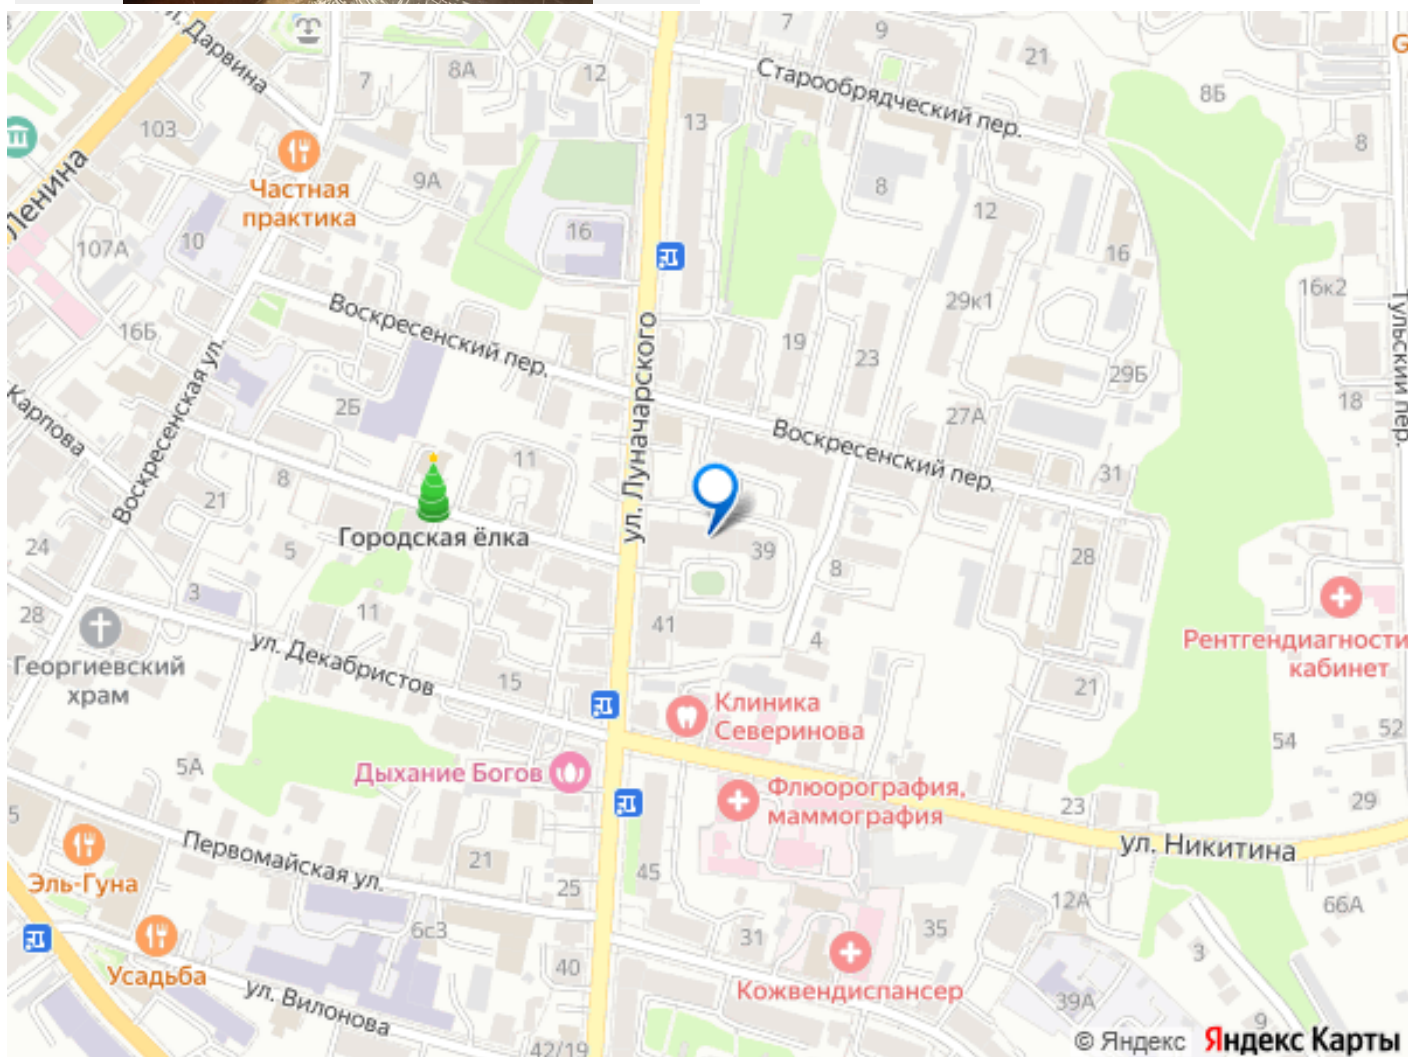 ул. Дарвина
7
8А
12
7
9
21
G
Старообрядческий пер.
8Б
103
13
8
Ленина
Частная
практика
9А
8
12
107А
10
16
16
16Б
Воскресенский пер.
29к1
16к2
Тульский пер.
19
23
29Б
18
ул. Луначарского
Карпова
2Б
27А
Воскресенский пер.
Воскресенская ул.
11
8
21
31
Городская ёлка
24
5
39
28
8
3
28
11
41
4
Георгиевский
храм
ул. Декабристов
15
Рентгендиагности
кабинет
21
Клиника
Северинова
52
54
5А
Дыхание Богов
Флюорография,
маммография
23
29
5
ул. Никитина
Первомайская ул.
21
45
Эль-Гуна
25
12А
66А
6с3
31
35
3
Усадьба
40
Кожвендиспансер
ул. Вилонова
39А
9
42/19
© Яндекс Яндекс Карты